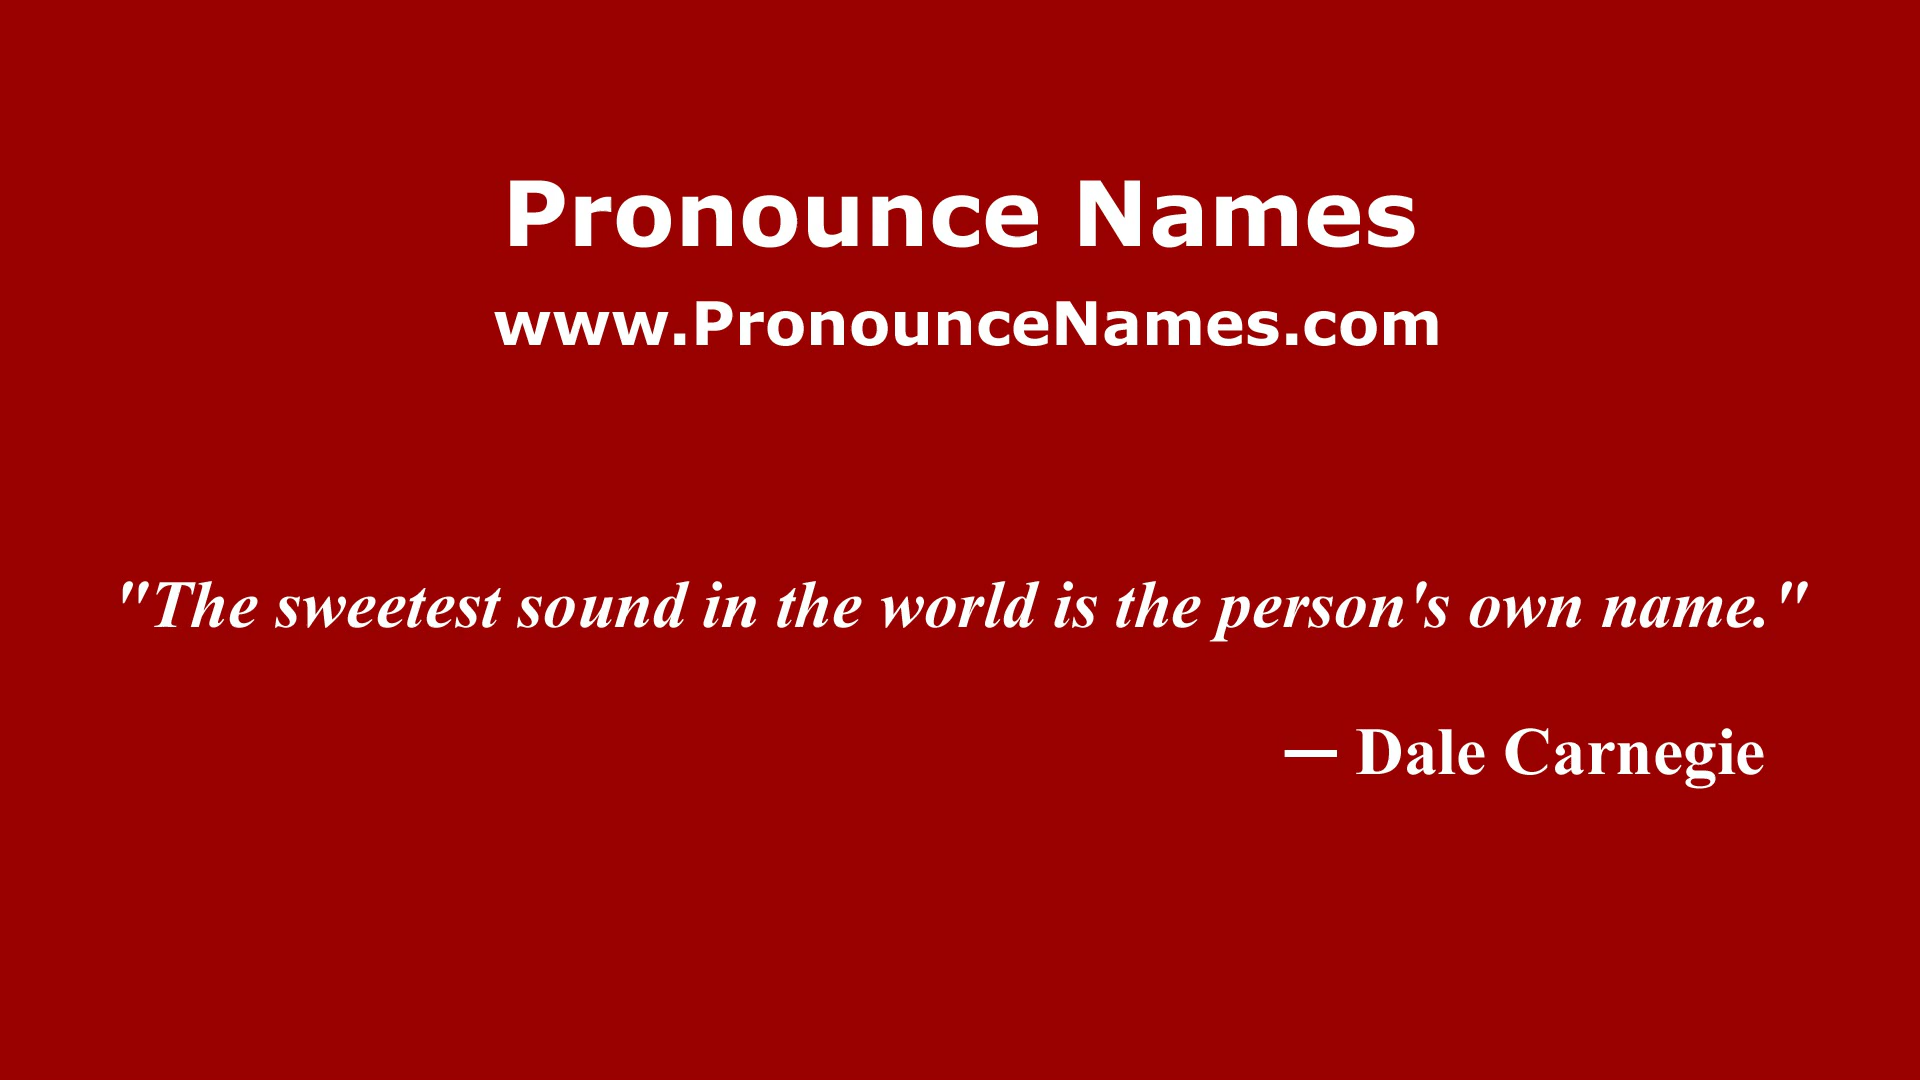 Pronounce Names
www.PronounceNames.com
"The sweetest sound in the world is the person's own name."
— Dale Carnegie